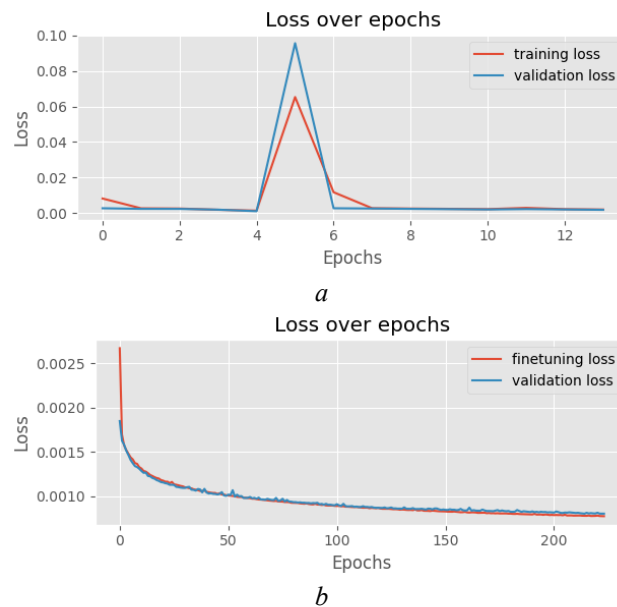 Loss over epochs
0.10
0.08
0.06
0.04
0.02
0.00
Loss
training loss
validation loss
0 2 4 6 8 10 12
Epochs
a
Loss over epochs
0.0025
0.0020
0.0015
0.0010
Loss
finetuning loss
validation loss
0 50 100 150 200
Epochs
b